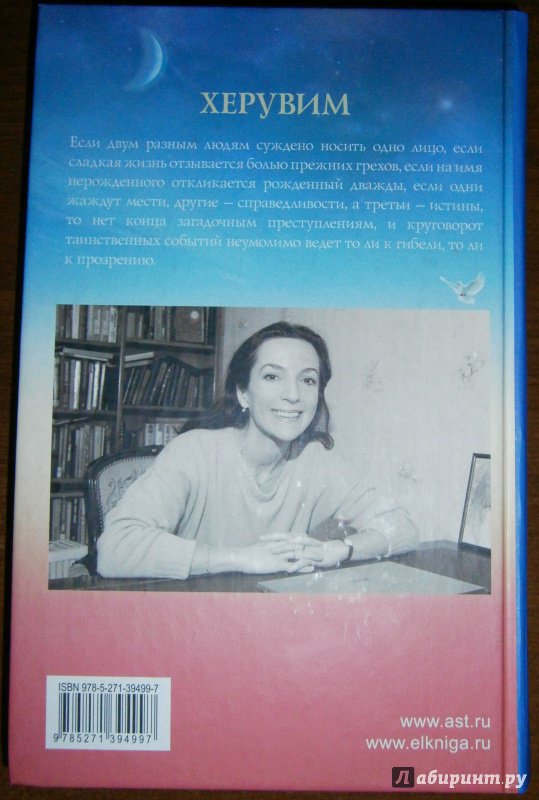 ХЕРУВИМ
Если двум разным людям суждено носить одно лицо, если
сладкая жизнь отзывается болью прежних грехов, если на имя
нерожденного откликается рожденный дважды, если одни
жаждут мести, другие – справедливости, а третьи – истины,
то нет конца загадочным преступлениям, и круговорот
таинственных событий неумолимо ведет то ли к гибели, то ли
к прозрению.
ISBN 978-5-271-39499-7
9 785271 394997
www.ast.ru
www.elkniga.ru
Лабиринт.ру